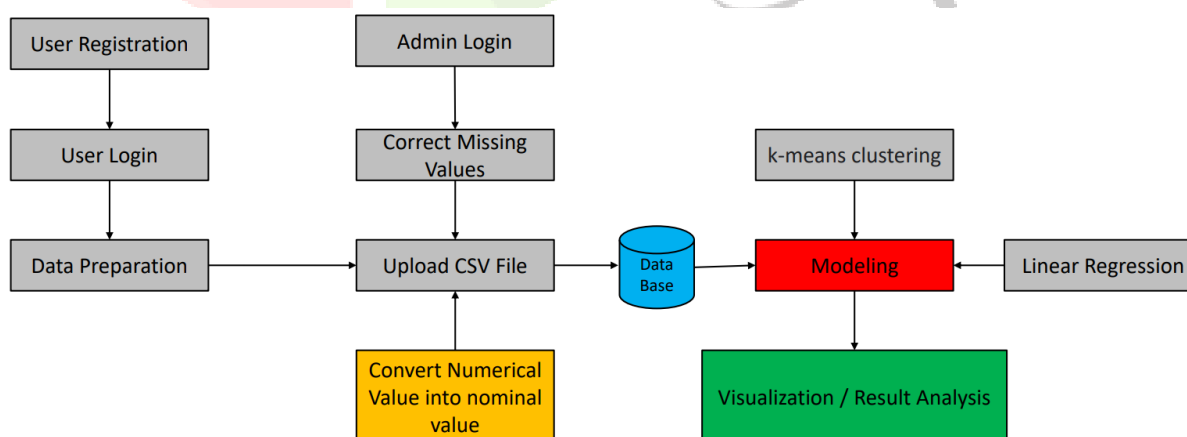 User Registration
Admin Login
User Login
Correct Missing
Values
k-means clustering
Data Preparation
Upload CSV File
Data
Base
Modeling
Linear Regression
Convert Numerical
Value into nominal
value
Visualization / Result Analysis